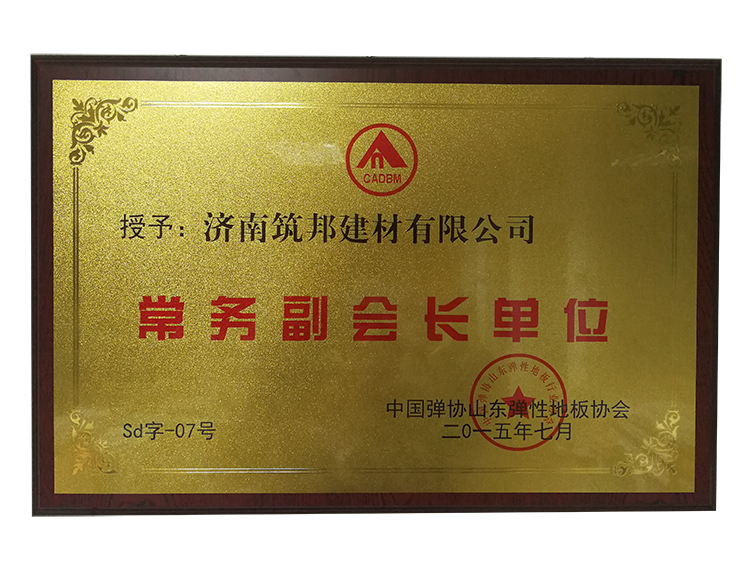 CADBM
授予：济南筑邦建材有限公司
常务副会长单位
Sd字-07号
中国弹协山东弹性地板协会
二0一五年七月